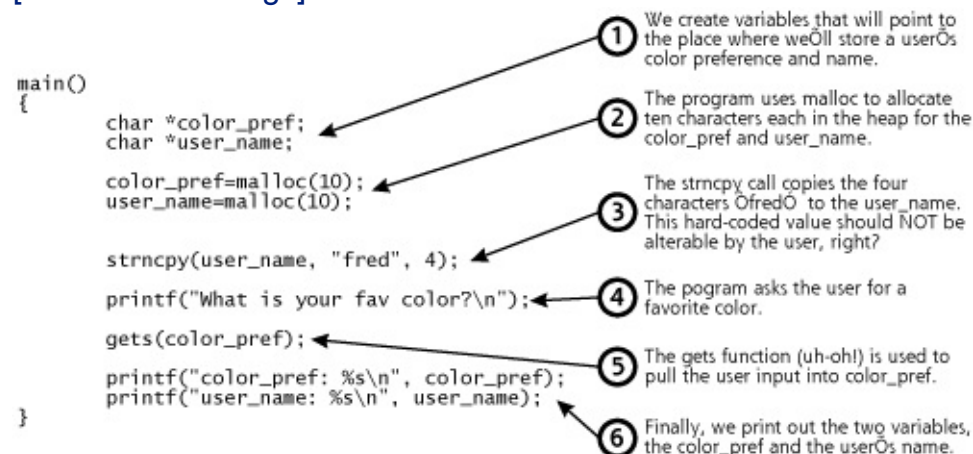 main()
{
char *color_pref;
char *user_name;
color_pref=malloc(10);
user_name=malloc(10);
strncpy(user_name, "fred", 4);
printf("What is your fav color?\n");
gets(color_pref);
printf("color_pref: %s\n", color_pref);
printf("user_name: %s\n", user_name);
}
1
We create variables that will point to
the place where weÕll store a userÕs
color preference and name.
2
The program uses malloc to allocate
ten characters each in the heap for the
color_pref and user_name.
3
The strncpy call copies the four
characters ÒfredÓ to the user_name.
This hard-coded value should NOT be
alterable by the user, right?
4
The pogram asks the user for a
favorite color.
5
The gets function (uh-oh!) is used to
pull the user input into color_pref.
6
Finally, we print out the two variables,
the color_pref and the userÕs name.